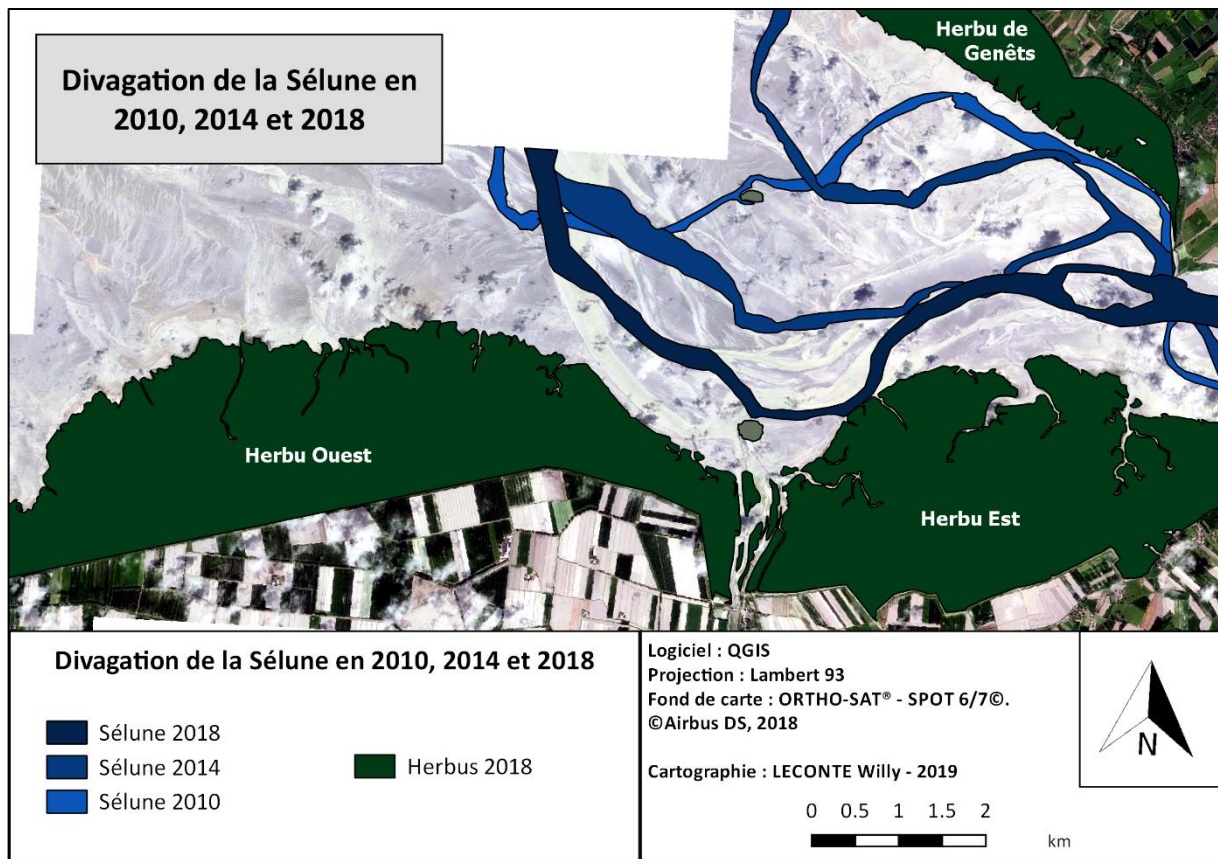 Divagation de la Sélune en
2010, 2014 et 2018
Herbu de
Genêts
Herbu Ouest
Herbu Est
Divagation de la Sélune en 2010, 2014 et 2018
Sélune 2018
Sélune 2014
Sélune 2010
Herbus 2018
Logiciel : QGIS
Projection : Lambert 93
Fond de carte : ORTHO-SAT® - SPOT 6/7©.
©Airbus DS, 2018
Cartographie : LECONTE Willy - 2019
0 0.5 1 1.5 2
km
N